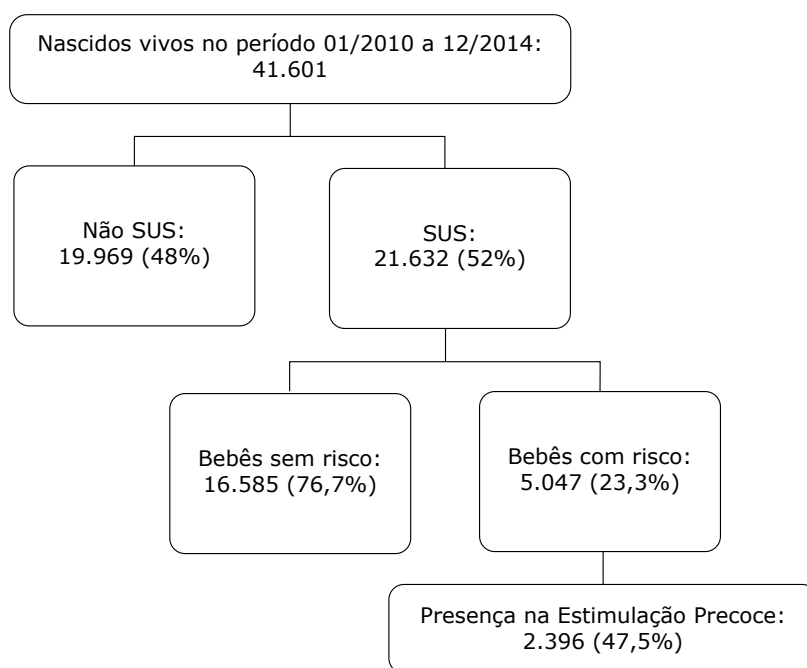 Nascidos vivos no período 01/2010 a 12/2014:
41.601
Não SUS:
19.969 (48%)
SUS:
21.632 (52%)
Bebês sem risco:
16.585 (76,7%)
Bebês com risco:
5.047 (23,3%)
Presença na Estimulação Precoce:
2.396 (47,5%)